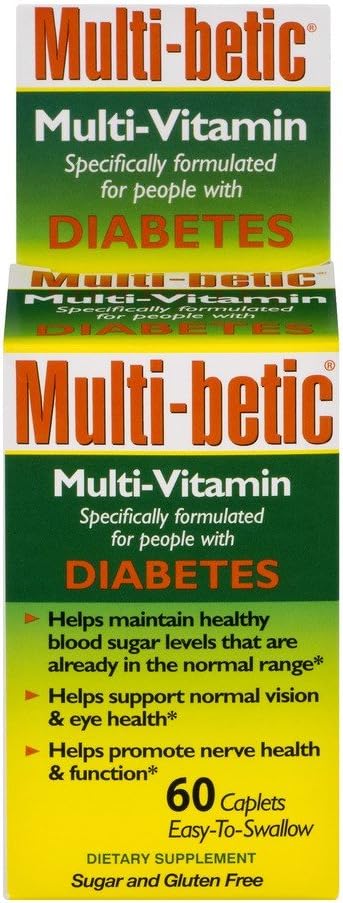 Multi-betic®
Multi-Vitamin
Specifically formulated
for people with
DIABETES
Multi-betic
Multi-Vitamin
Specifically formulated
for people with
DIABETES
Multi-betic®
Multi-Vitamin
Specifically formulated
for people with
DIABETES
► Helps maintain healthy
blood sugar levels that are
already in the normal range*
► Helps support normal vision
& eye health*
► Helps promote nerve health
& function*
60 Caplets
Easy-To-Swallow
DIETARY SUPPLEMENT
Sugar and Gluten Free